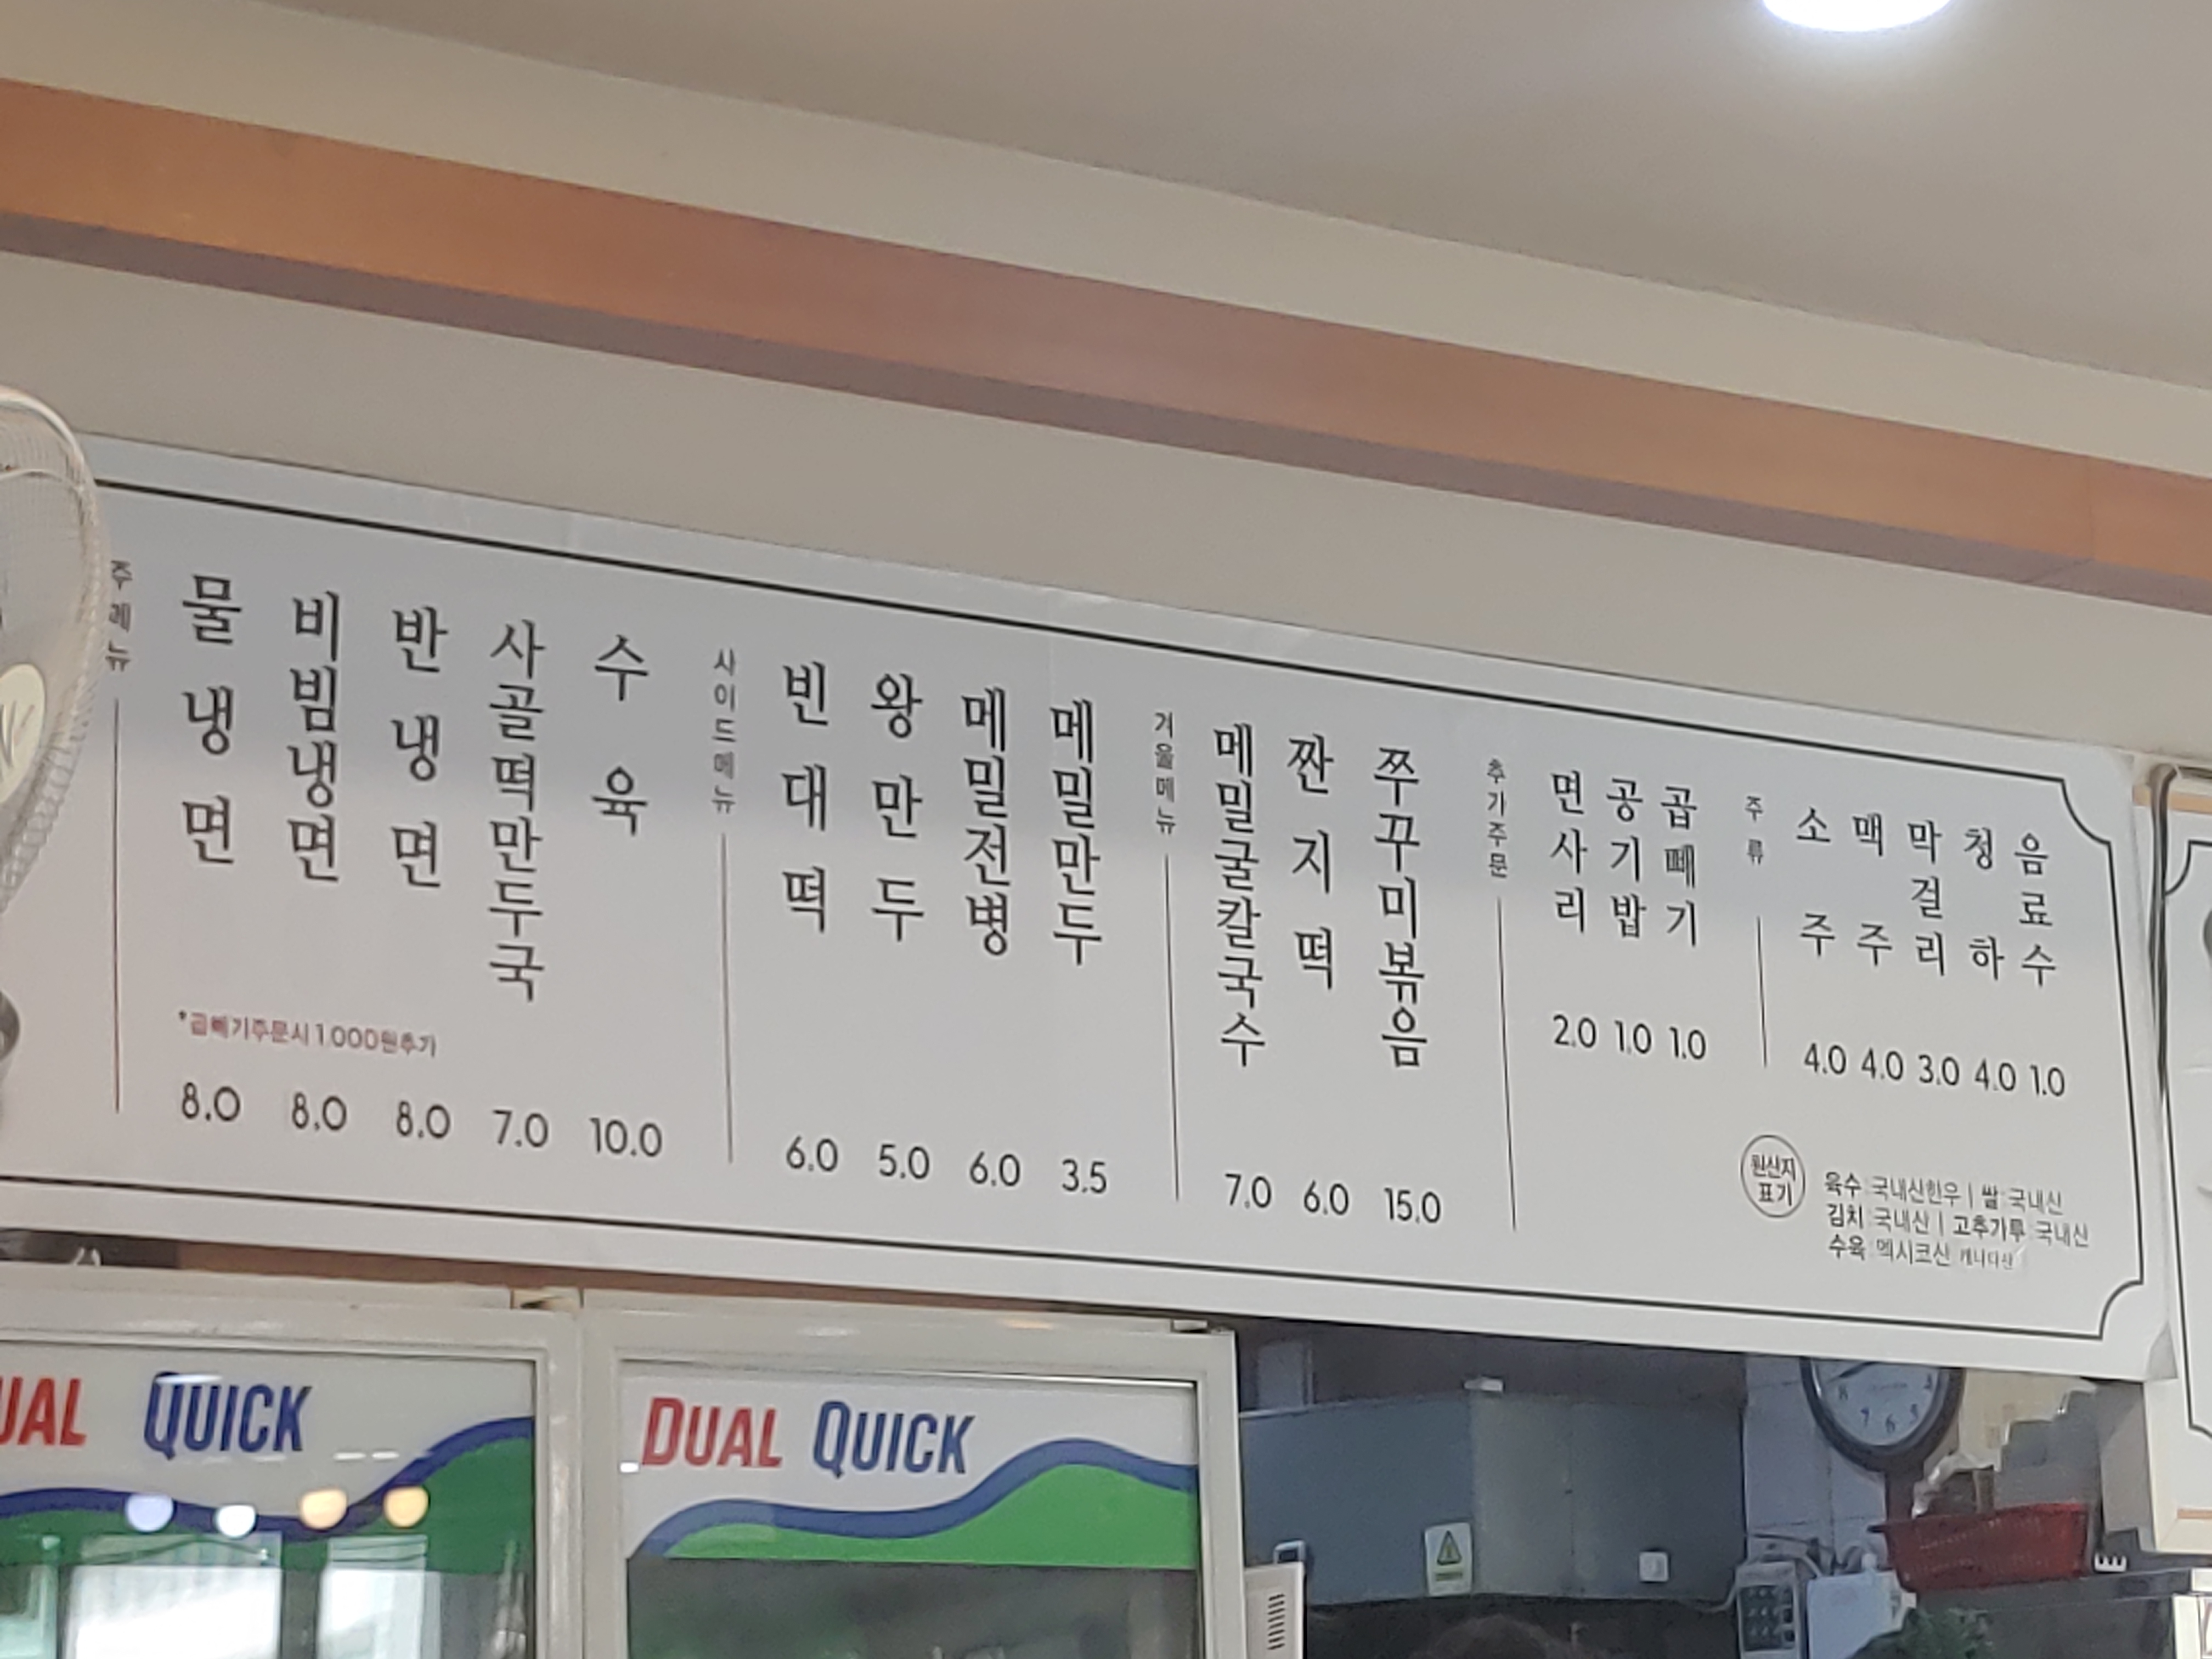 주메뉴
물냉면 8.0
비빔냉면 8.0
반냉면 8.0
사골떡만두국 7.0
수육 10.0
*곱빼기주문시 1000원추가
사이드메뉴
빈대떡 6.0
왕만두 5.0
메밀전병 6.0
메밀만두 3.5
겨울메뉴
메밀굴칼국수 7.0
짠지떡 6.0
쭈꾸미볶음 15.0
추가주문
면사리 2.0
공기밥 1.0
곱빼기 1.0
주류
소주 4.0
맥주 4.0
막걸리 3.0
청하 4.0
음료수 1.0
원산지
표기
육수 국내산한우 | 쌀 국내산
김치 국내산 | 고추가루 국내산
수육 멕시코산 캐나다산
UAL QUICK
DUAL QUICK
8 7 6 5 4